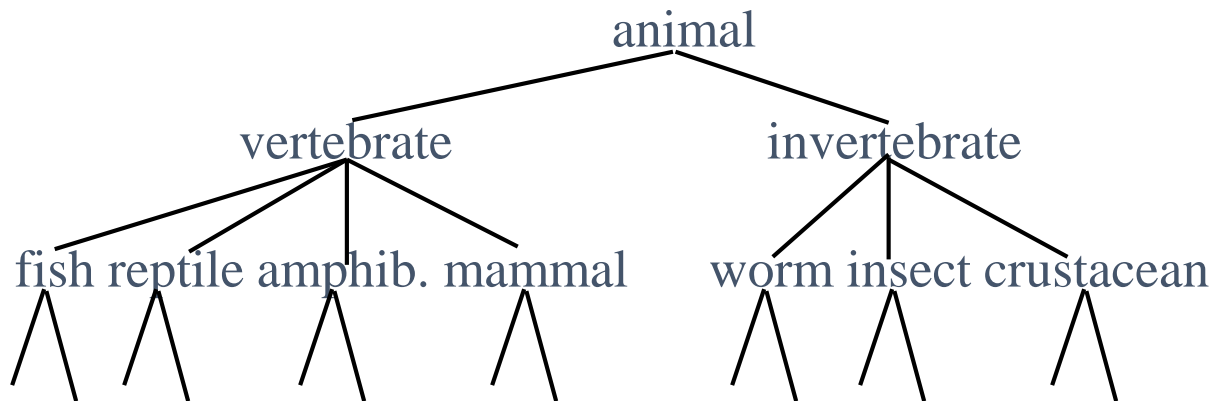 animal
vertebrate invertebrate
fish reptile amphib. mammal worm insect crustacean